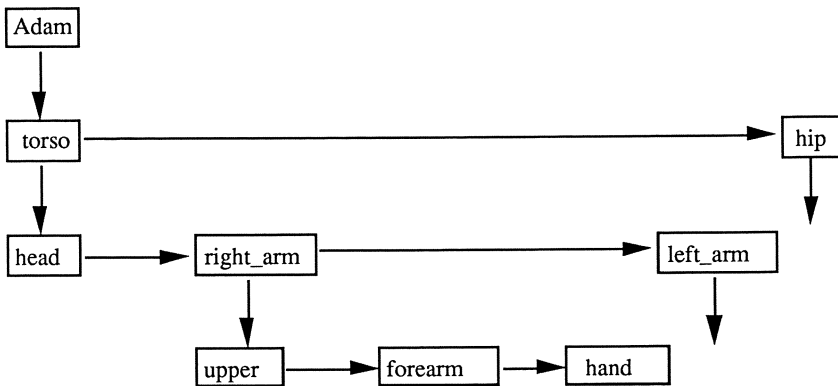 Adam
torso
hip
head
right_arm
left_arm
upper
forearm
hand